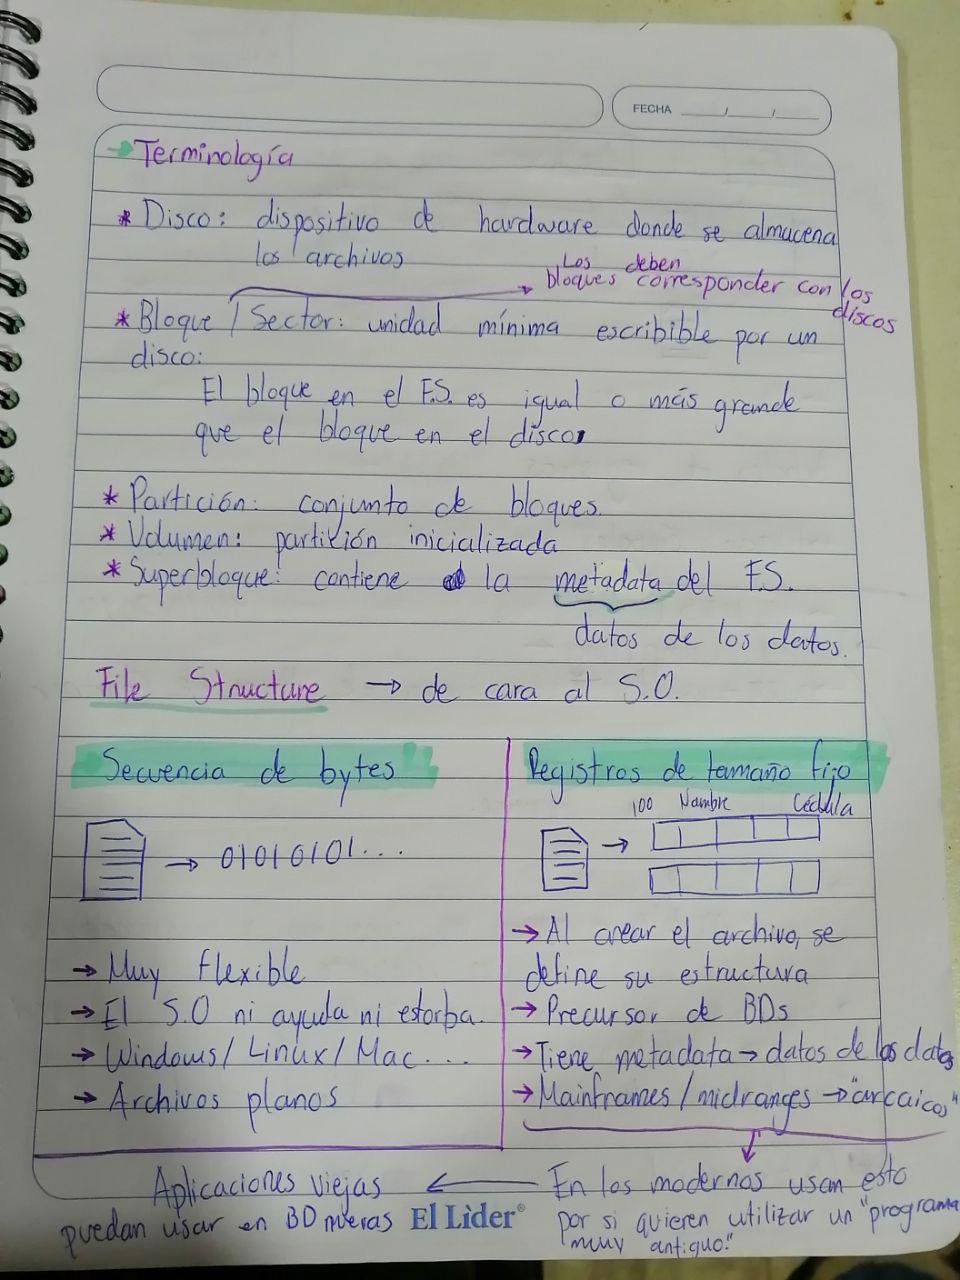 FECHA ___/___/___
→ Terminología
* Disco: dispositivo de hardware donde se almacena
los archivos
Los deben
bloques corresponder con los
discos
* Bloque / Sector: unidad mínima escribible por un
disco:
El bloque en el F.S. es igual o más grande
que el bloque en el disco.
* Partición: conjunto de bloques.
* Volumen: partición inicializada
* Superbloque: contiene la metadata del F.S.
datos de los datos.
File Structure → de cara al S.O.
Secuencia de bytes
→ 01010101...
→ Muy flexible
→ El S.O ni ayuda ni estorba.
→ Windows/ Linux/ Mac...
→ Archivos planos
Registros de tamaño fijo
100 Nombre Cédula
→ Al crear el archivo, se
define su estructura
→ Precursor de BDs
→ Tiene metadata → datos de los datos
→ Mainframes / midranges → "arcaicos"
En los modernos usan esto
por si quieren utilizar un "programa
muy antiguo."
Aplicaciones viejas
puedan usar en BD nuevas
El Líder®